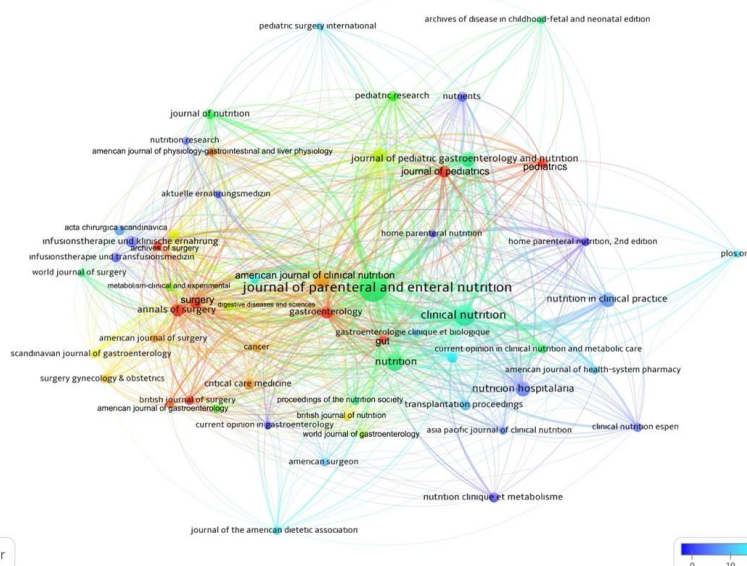 archives of disease in childhood-fetal and neonatal edition
pediatric surgery international
pediatric research
nutrients
journal of nutrition
nutrition research
american journal of physiology-gastrointestinal and liver physiology
journal of pediatric gastroenterology and nutrition
pediatrics
journal of pediatrics
aktuelle ernahrungsmedizin
acta chirurgica scandinavica
home parenteral nutrition
infusionstherapie und klinische ernahrung
home parenteral nutrition, 2nd edition
archives of surgery
infusionstherapie und transfusionsmedizin
world journal of surgery
american journal of clinical nutrition
metabolism-clinical and experimental
journal of parenteral and enteral nutrition
surgery
nutrition in clinical practice
digestive diseases and sciences
annals of surgery
gastroenterology
clinical nutrition
gastroenterologie clinique et biologique
american journal of surgery
gut
cancer
current opinion in clinical nutrition and metabolic care
scandinavian journal of gastroenterology
nutrition
american journal of health-system pharmacy
surgery gynecology & obstetrics
critical care medicine
nutricion hospitalaria
british journal of surgery
proceedings of the nutrition society
transplantation proceedings
american journal of gastroenterology
british journal of nutrition
current opinion in gastroenterology
clinical nutrition espen
asia pacific journal of clinical nutrition
world journal of gastroenterology
american surgeon
nutrition clinique et metabolisme
journal of the american dietetic association
r
0 10